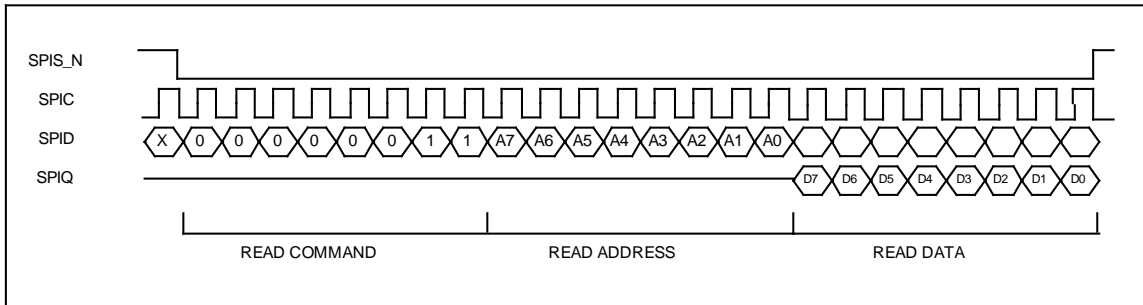 SPIS_N
SPIC
SPID X 0 0 0 0 0 0 1 1 A7 A6 A5 A4 A3 A2 A1 A0
SPIQ D7 D6 D5 D4 D3 D2 D1 D0
READ COMMAND READ ADDRESS READ DATA